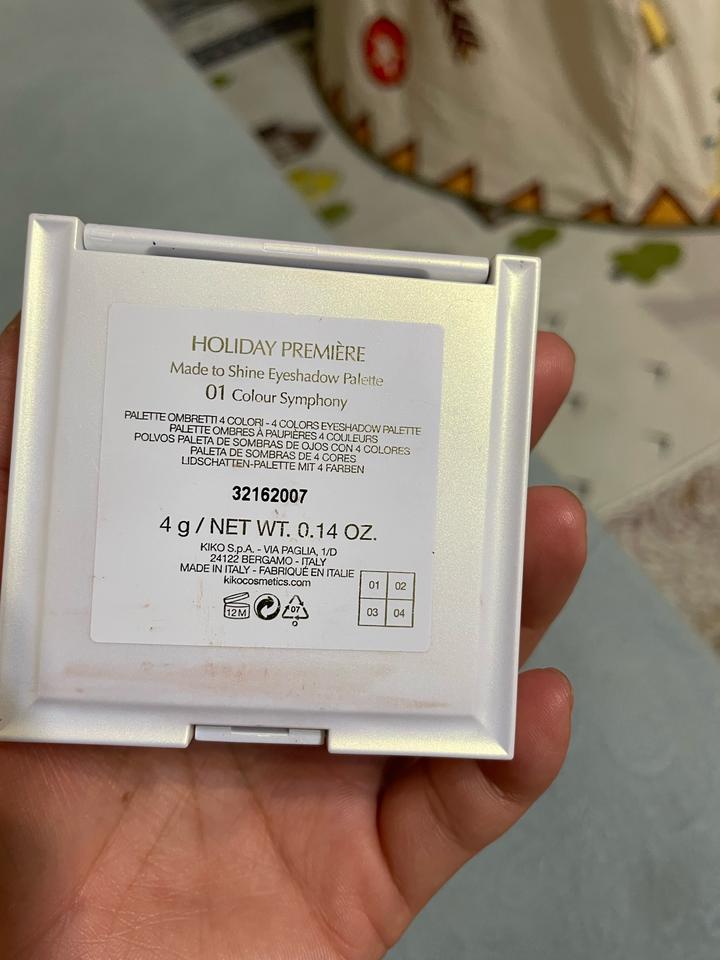 HOLIDAY PREMIÈRE
Made to Shine Eyeshadow Palette
01 Colour Symphony
PALETTE OMBRETTI 4 COLORI - 4 COLORS EYESHADOW PALETTE
PALETTE OMBRES À PAUPIÈRES 4 COULEURS
POLVOS PALETA DE SOMBRAS DE OJOS CON 4 COLORES
PALETA DE SOMBRAS DE 4 CORES
LIDSCHATTEN-PALETTE MIT 4 FARBEN
32162007
4 g / NET WT. 0.14 OZ.
KIKO S.p.A. - VIA PAGLIA, 1/D
24122 BERGAMO - ITALY
MADE IN ITALY - FABRIQUÉ EN ITALIE
kikocosmetics.com
12M
07
01 02
03 04